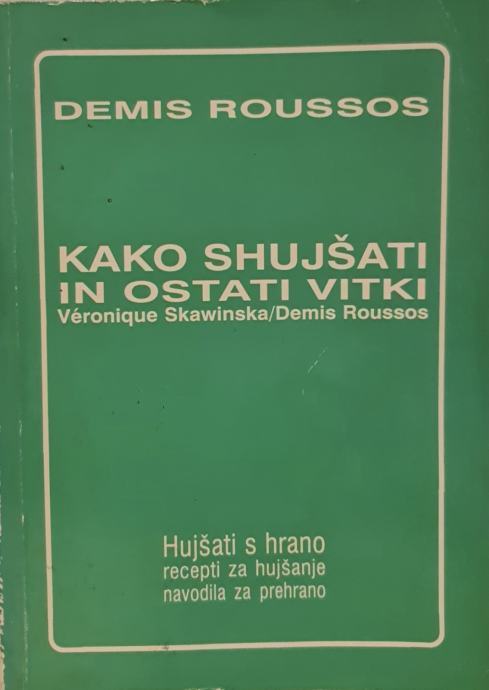 DEMIS ROUSSOS
KAKO SHUJŠATI
IN OSTATI VITKI
Véronique Skawinska/Demis Roussos
Hujšati s hrano
recepti za hujšanje
navodila za prehrano